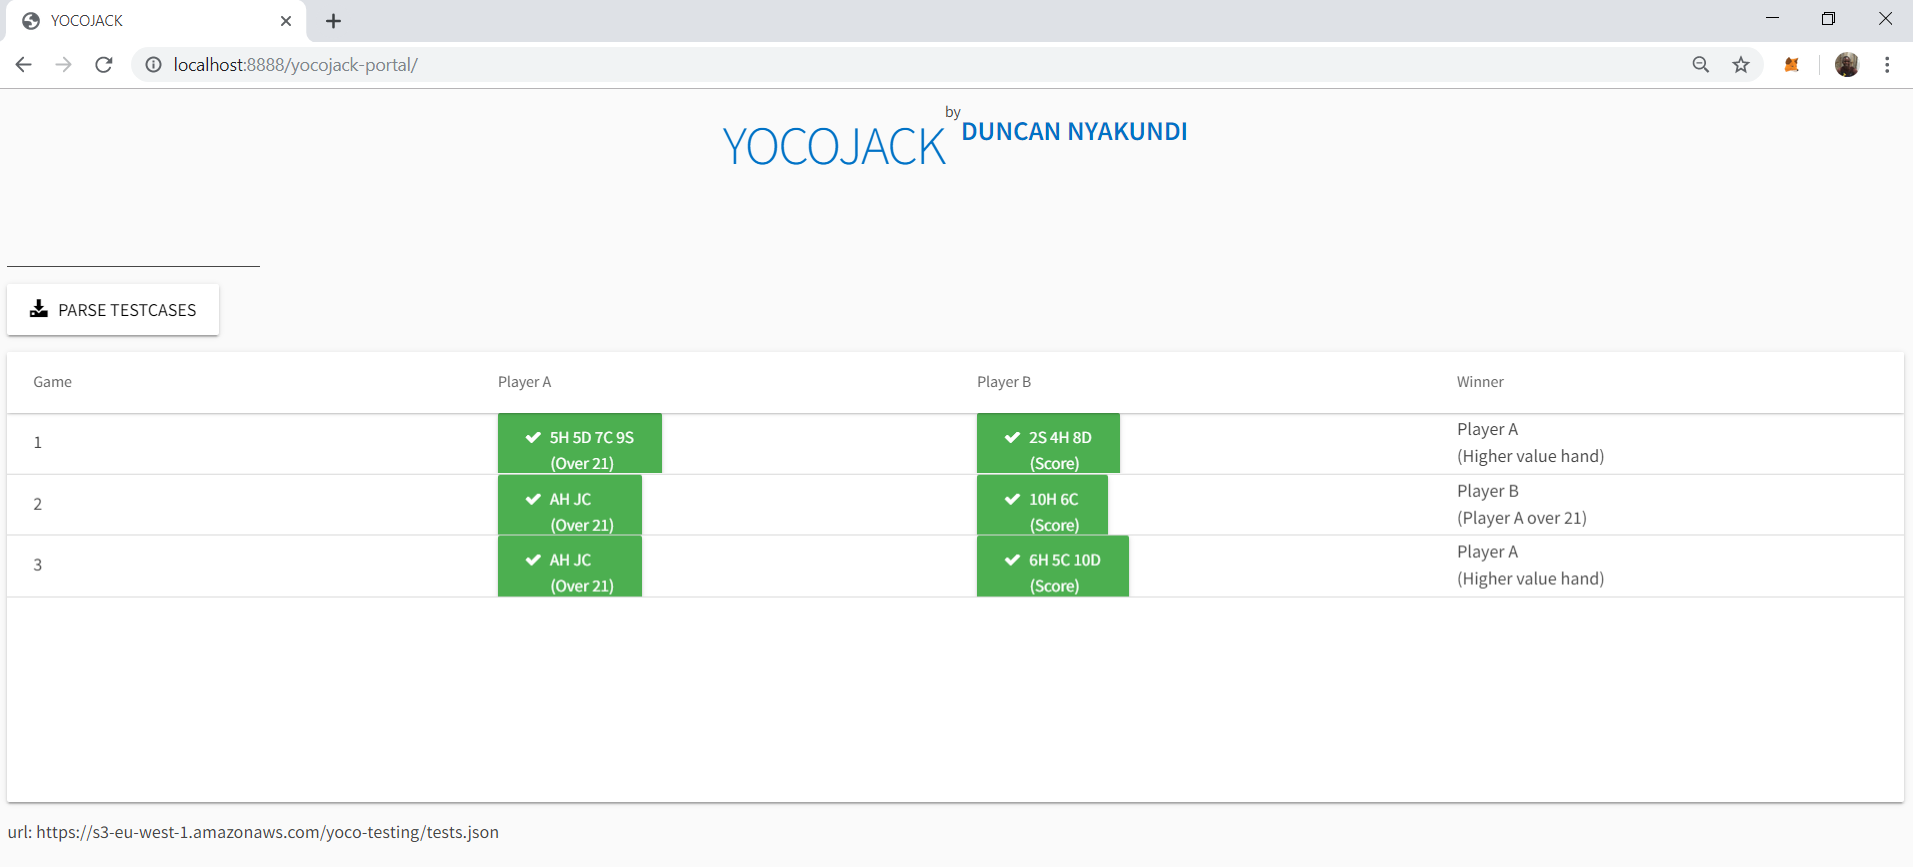 YOCOJACK
localhost:8888/yocojack-portal/
YOCOJACK by DUNCAN NYAKUNDI
PARSE TESTCASES
Game Player A Player B Winner
1 5H 5D 7C 9S (Over 21) 2S 4H 8D (Score) Player A (Higher value hand)
2 AH JC (Over 21) 10H 6C (Score) Player B (Player A over 21)
3 AH JC (Over 21) 6H 5C 10D (Score) Player A (Higher value hand)
url: https://s3-eu-west-1.amazonaws.com/yoco-testing/tests.json